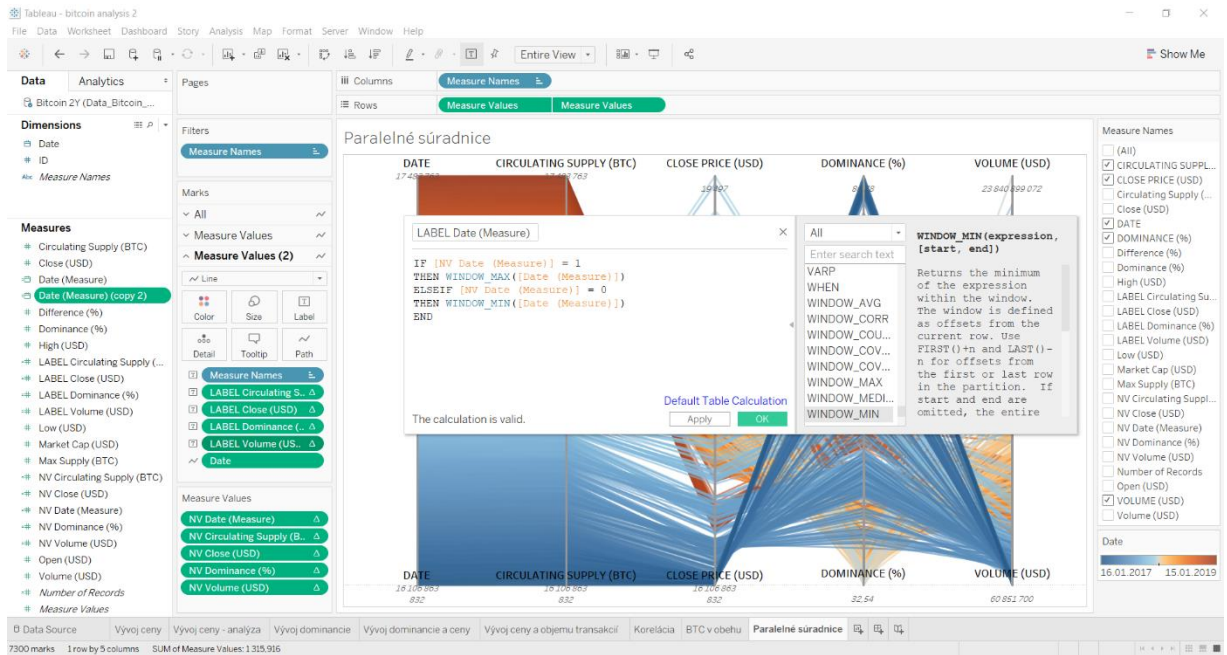 Tableau - bitcoin analysis 2
File Data Worksheet Dashboard Story Analysis Map Format Server Window Help
Entire View
Show Me
Data Analytics
Bitcoin 2Y (Data_Bitcoin_...
Dimensions
Date
# ID
Abc Measure Names
Measures
# Circulating Supply (BTC)
# Close (USD)
Date (Measure)
Date (Measure) (copy 2)
# Difference (%)
# Dominance (%)
# High (USD)
=# LABEL Circulating Supply (...
=# LABEL Close (USD)
=# LABEL Dominance (%)
=# LABEL Volume (USD)
# Low (USD)
# Market Cap (USD)
# Max Supply (BTC)
=# NV Circulating Supply (BTC)
=# NV Close (USD)
=# NV Date (Measure)
=# NV Dominance (%)
=# NV Volume (USD)
# Open (USD)
# Volume (USD)
=# Number of Records
# Measure Values
Pages
Filters
Measure Names
Marks
All
Measure Values
Measure Values (2)
Line
Color Size Label
Detail Tooltip Path
Measure Names
LABEL Circulating S.. Δ
LABEL Close (USD) Δ
LABEL Dominance (.. Δ
LABEL Volume (US.. Δ
Date
Measure Values
NV Date (Measure) Δ
NV Circulating Supply (B.. Δ
NV Close (USD) Δ
NV Dominance (%) Δ
NV Volume (USD) Δ
Columns Measure Names
Rows Measure Values Measure Values
Paralelné súradnice
DATE CIRCULATING SUPPLY (BTC) CLOSE PRICE (USD) DOMINANCE (%) VOLUME (USD)
19 497 23 840 899 072
LABEL Date (Measure)
IF [NV Date (Measure)] = 1
THEN WINDOW_MAX([Date (Measure)])
ELSEIF [NV Date (Measure)] = 0
THEN WINDOW_MIN([Date (Measure)])
END
Default Table Calculation
The calculation is valid.
Apply OK
All
Enter search text
VARP
WHEN
WINDOW_AVG
WINDOW_CORR
WINDOW_COU...
WINDOW_COV...
WINDOW_COV...
WINDOW_MAX
WINDOW_MEDI...
WINDOW_MIN
WINDOW_MIN(expression,
[start, end])
Returns the minimum
of the expression
within the window.
The window is defined
as offsets from the
current row. Use
FIRST()+n and LAST()-
n for offsets from
the first or last row
in the partition. If
start and end are
omitted, the entire
DATE CIRCULATING SUPPLY (BTC) CLOSE PRICE (USD) DOMINANCE (%) VOLUME (USD)
16 106 863 16 106 863 16 106 863
832 832 832 32,54 60 851 700
Measure Names
(All)
CIRCULATING SUPPL...
CLOSE PRICE (USD)
Circulating Supply (...
Close (USD)
DATE
DOMINANCE (%)
Difference (%)
Dominance (%)
High (USD)
LABEL Circulating Su...
LABEL Close (USD)
LABEL Dominance (%)
LABEL Volume (USD)
Low (USD)
Market Cap (USD)
Max Supply (BTC)
NV Circulating Suppl...
NV Close (USD)
NV Date (Measure)
NV Dominance (%)
NV Volume (USD)
Number of Records
Open (USD)
VOLUME (USD)
Volume (USD)
Date
16.01.2017 15.01.2019
Data Source Vývoj ceny Vývoj ceny - analýza Vývoj dominancie Vývoj dominancie a ceny Vývoj ceny a objemu transakcií Korelácia BTC v obehu Paralelné súradnice
7300 marks 1 row by 5 columns SUM of Measure Values: 1 315,916